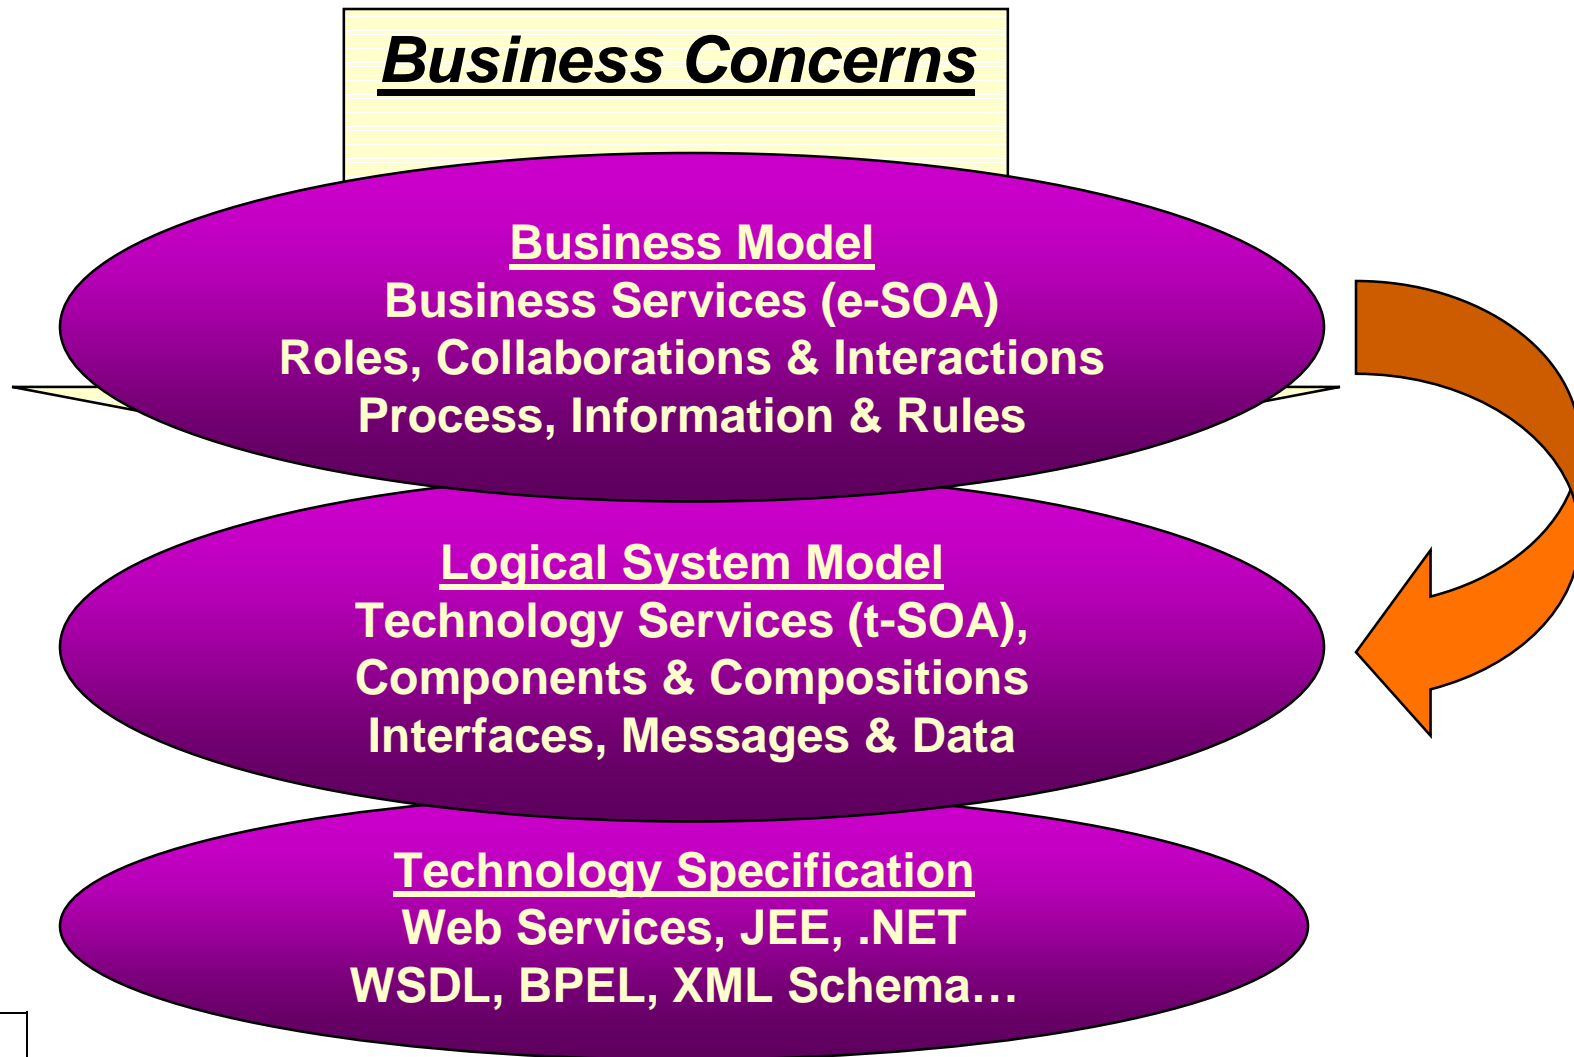 Business Concerns
Business Model
Business Services (e-SOA)
Roles, Collaborations & Interactions
Process, Information & Rules
Logical System Model
Technology Services (t-SOA),
Components & Compositions
Interfaces, Messages & Data
Technology Specification
Web Services, JEE, .NET
WSDL, BPEL, XML Schema…